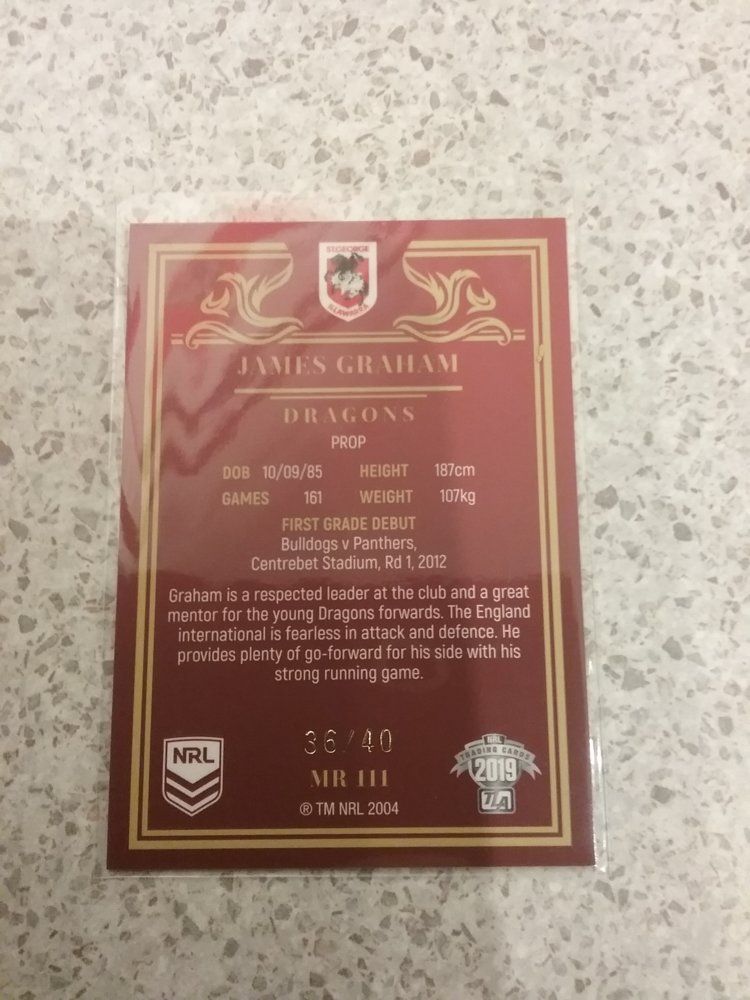 ST.GEORGE
ILLAWARRA
JAMES GRAHAM
DRAGONS
PROP
DOB 10/09/85 HEIGHT 187cm
GAMES 161 WEIGHT 107kg
FIRST GRADE DEBUT
Bulldogs v Panthers,
Centrebet Stadium, Rd 1, 2012
Graham is a respected leader at the club and a great
mentor for the young Dragons forwards. The England
international is fearless in attack and defence. He
provides plenty of go-forward for his side with his
strong running game.
36/40
NRL
MR 111
® TM NRL 2004
NRL
TRADING CARDS
2019
TLA